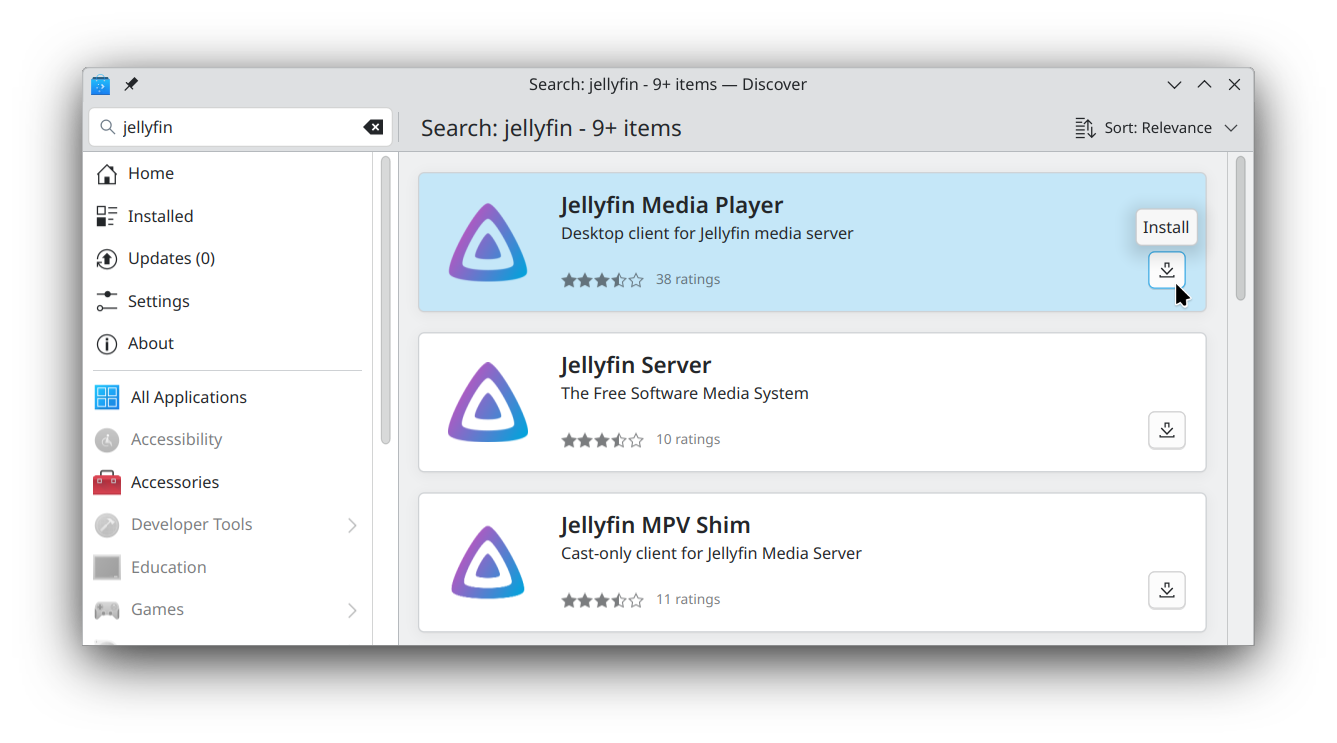 Search: jellyfin - 9+ items — Discover
jellyfin
Search: jellyfin - 9+ items
Sort: Relevance
Home
Installed
Updates (0)
Settings
About
All Applications
Accessibility
Accessories
Developer Tools
Education
Games
Jellyfin Media Player
Desktop client for Jellyfin media server
38 ratings
Install
Jellyfin Server
The Free Software Media System
10 ratings
Jellyfin MPV Shim
Cast-only client for Jellyfin Media Server
11 ratings